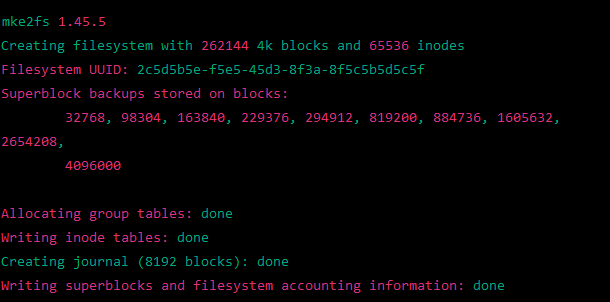 mke2fs 1.45.5
Creating filesystem with 262144 4k blocks and 65536 inodes
Filesystem UUID: 2c5d5b5e-f5e5-45d3-8f3a-8f5c5b5d5c5f
Superblock backups stored on blocks:
32768, 98304, 163840, 229376, 294912, 819200, 884736, 1605632,
2654208,
4096000
Allocating group tables: done
Writing inode tables: done
Creating journal (8192 blocks): done
Writing superblocks and filesystem accounting information: done